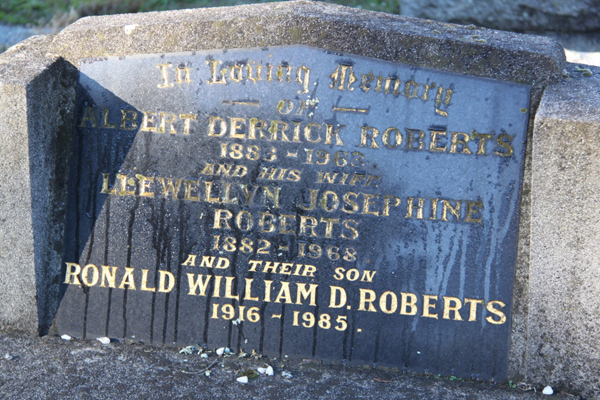 In Loving Memory
— OF —
ALBERT DERRICK ROBERTS
1883 - 1963.
AND HIS WIFE
LLEWELLYN JOSEPHINE
ROBERTS
1882 - 1968.
AND THEIR SON
RONALD WILLIAM D. ROBERTS
1916 - 1985.